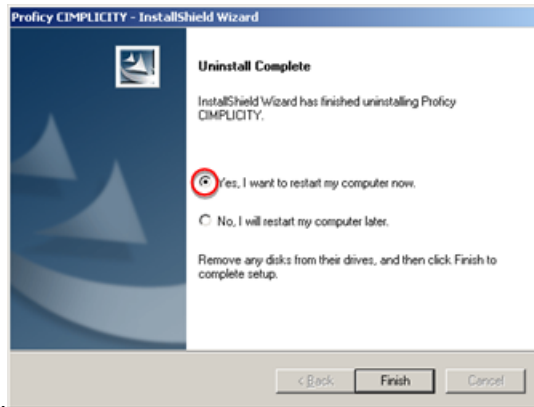 Proficy CIMPLICITY - InstallShield Wizard
Uninstall Complete
InstallShield Wizard has finished uninstalling Proficy
CIMPLICITY.
Yes, I want to restart my computer now.
No, I will restart my computer later.
Remove any disks from their drives, and then click Finish to
complete setup.
< Back Finish Cancel